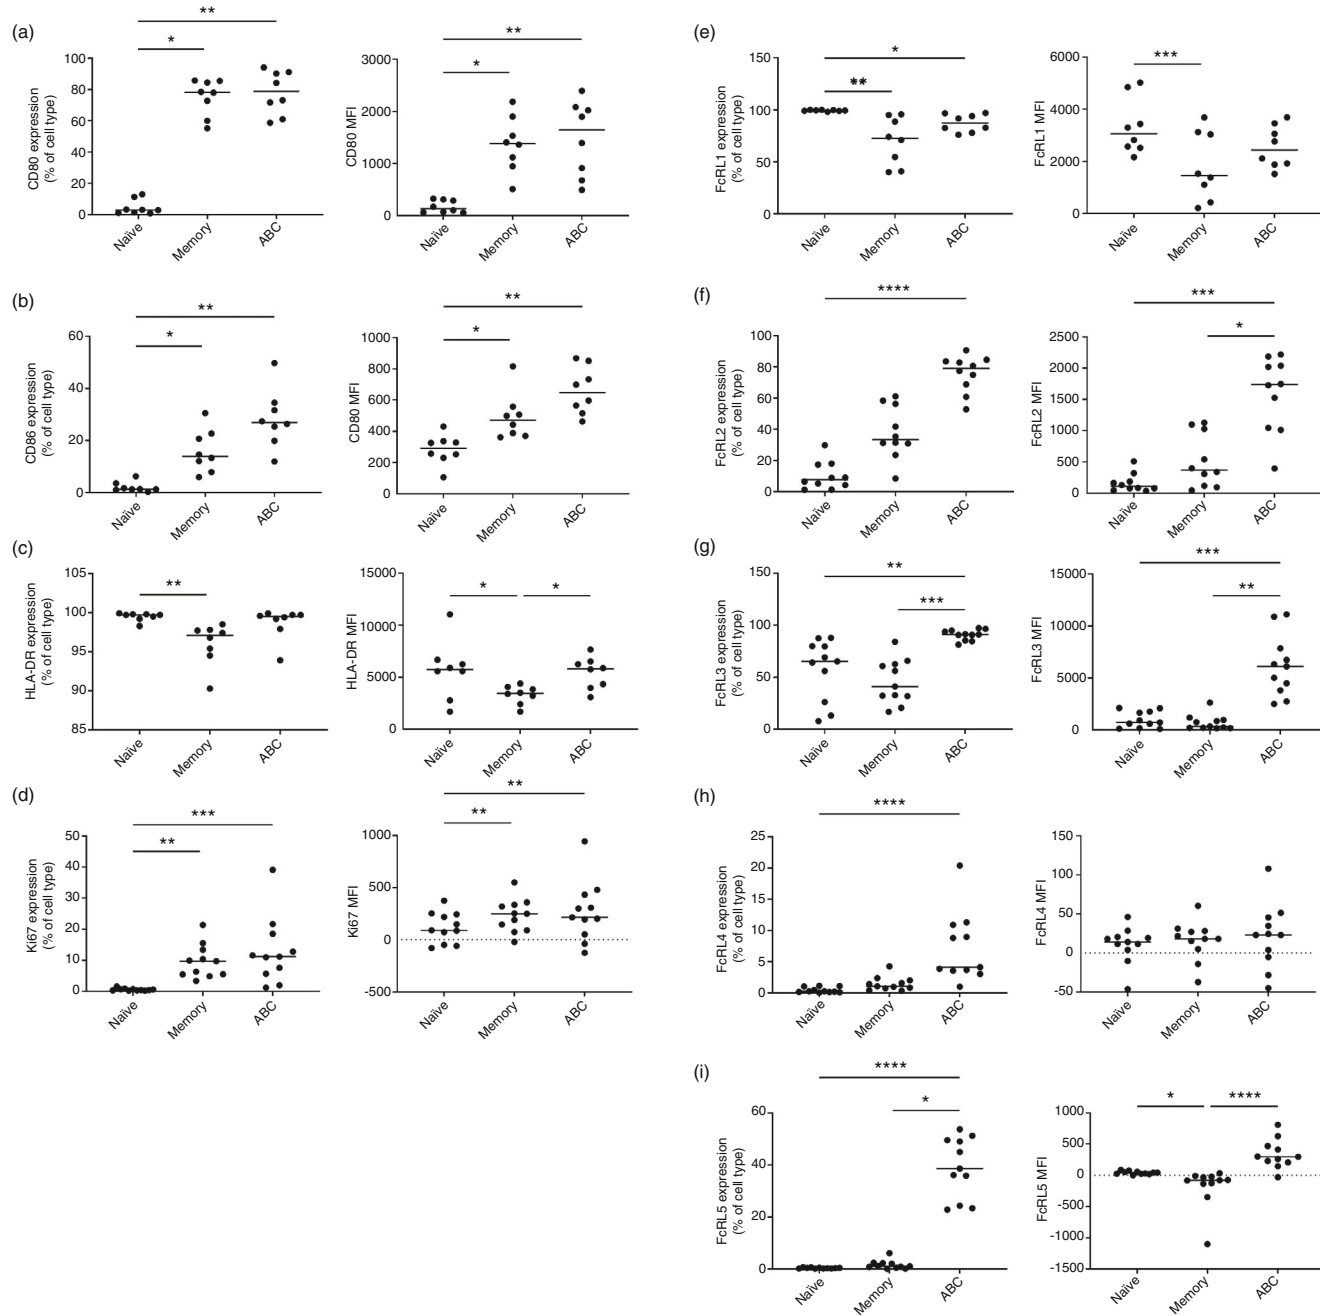 (a)
**
*
100
80
60
40
20
0
CD80 expression
(% of cell type)
Naïve
Memory
ABC
**
*
3000
2000
1000
0
CD80 MFI
Naïve
Memory
ABC
(b)
**
*
60
40
20
0
CD86 expression
(% of cell type)
Naïve
Memory
ABC
**
*
1000
800
600
400
200
0
CD80 MFI
Naïve
Memory
ABC
(c)
**
105
100
95
90
85
HLA-DR expression
(% of cell type)
Naïve
Memory
ABC
*
*
15000
10000
5000
0
HLA-DR MFI
Naïve
Memory
ABC
(d)
***
**
50
40
30
20
10
0
Ki67 expression
(% of cell type)
Naïve
Memory
ABC
**
**
1000
500
0
-500
Ki67 MFI
Naïve
Memory
ABC
(e)
*
**
150
100
50
0
FcRL1 expression
(% of cell type)
Naïve
Memory
ABC
***
6000
4000
2000
0
FcRL1 MFI
Naïve
Memory
ABC
(f)
****
100
80
60
40
20
0
FcRL2 expression
(% of cell type)
Naïve
Memory
ABC
***
*
2500
2000
1500
1000
500
0
FcRL2 MFI
Naïve
Memory
ABC
(g)
**
***
150
100
50
0
FcRL3 expression
(% of cell type)
Naïve
Memory
ABC
***
**
15000
10000
5000
0
FcRL3 MFI
Naïve
Memory
ABC
(h)
****
25
20
15
10
5
0
FcRL4 expression
(% of cell type)
Naïve
Memory
ABC
150
100
50
0
-50
FcRL4 MFI
Naïve
Memory
ABC
(i)
****
*
60
40
20
0
FcRL5 expression
(% of cell type)
Naïve
Memory
ABC
*
****
1000
500
0
-500
-1000
-1500
FcRL5 MFI
Naïve
Memory
ABC